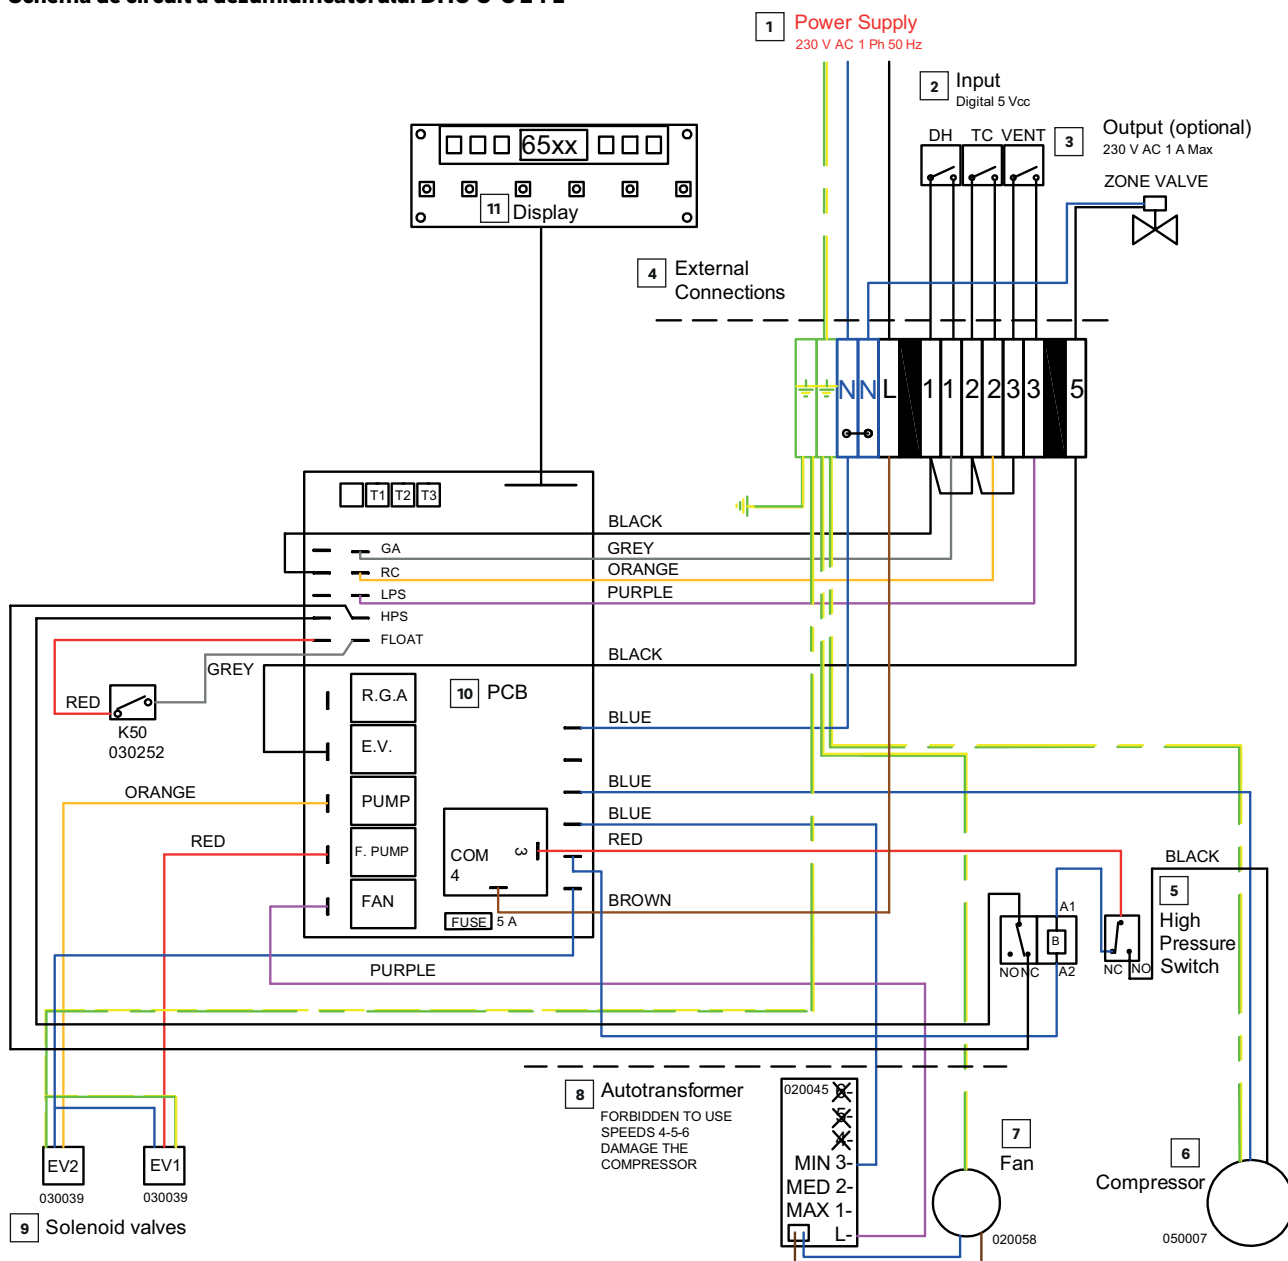 1 Power Supply
230 V AC 1 Ph 50 Hz
2 Input
Digital 5 Vcc
DH TC VENT
3 Output (optional)
230 V AC 1 A Max
ZONE VALVE
65xx
11 Display
4 External
Connections
N N L 1 1 2 2 3 3 5
T1 T2 T3
GA
RC
LPS
HPS
FLOAT
BLACK
GREY
ORANGE
PURPLE
BLACK
GREY
RED
K50
030252
R.G.A
10 PCB
E.V.
BLUE
PUMP
ORANGE
BLUE
BLUE
F. PUMP
RED
COM
4
3
RED
FAN
FUSE 5 A
BROWN
BLACK
5 High
Pressure
Switch
A1
B
NO NC A2
NC NO
PURPLE
8 Autotransformer
FORBIDDEN TO USE
SPEEDS 4-5-6
DAMAGE THE
COMPRESSOR
020045 6-
5-
4-
MIN 3-
MED 2-
MAX 1-
L-
7
Fan
020058
6
Compressor
050007
EV2 EV1
030039 030039
9 Solenoid valves